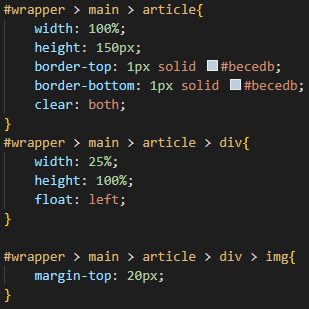 #wrapper > main > article{
    width: 100%;
    height: 150px;
    border-top: 1px solid #becedb;
    border-bottom: 1px solid #becedb;
    clear: both;
}
#wrapper > main > article > div{
    width: 25%;
    height: 100%;
    float: left;
}

#wrapper > main > article > div > img{
    margin-top: 20px;
}